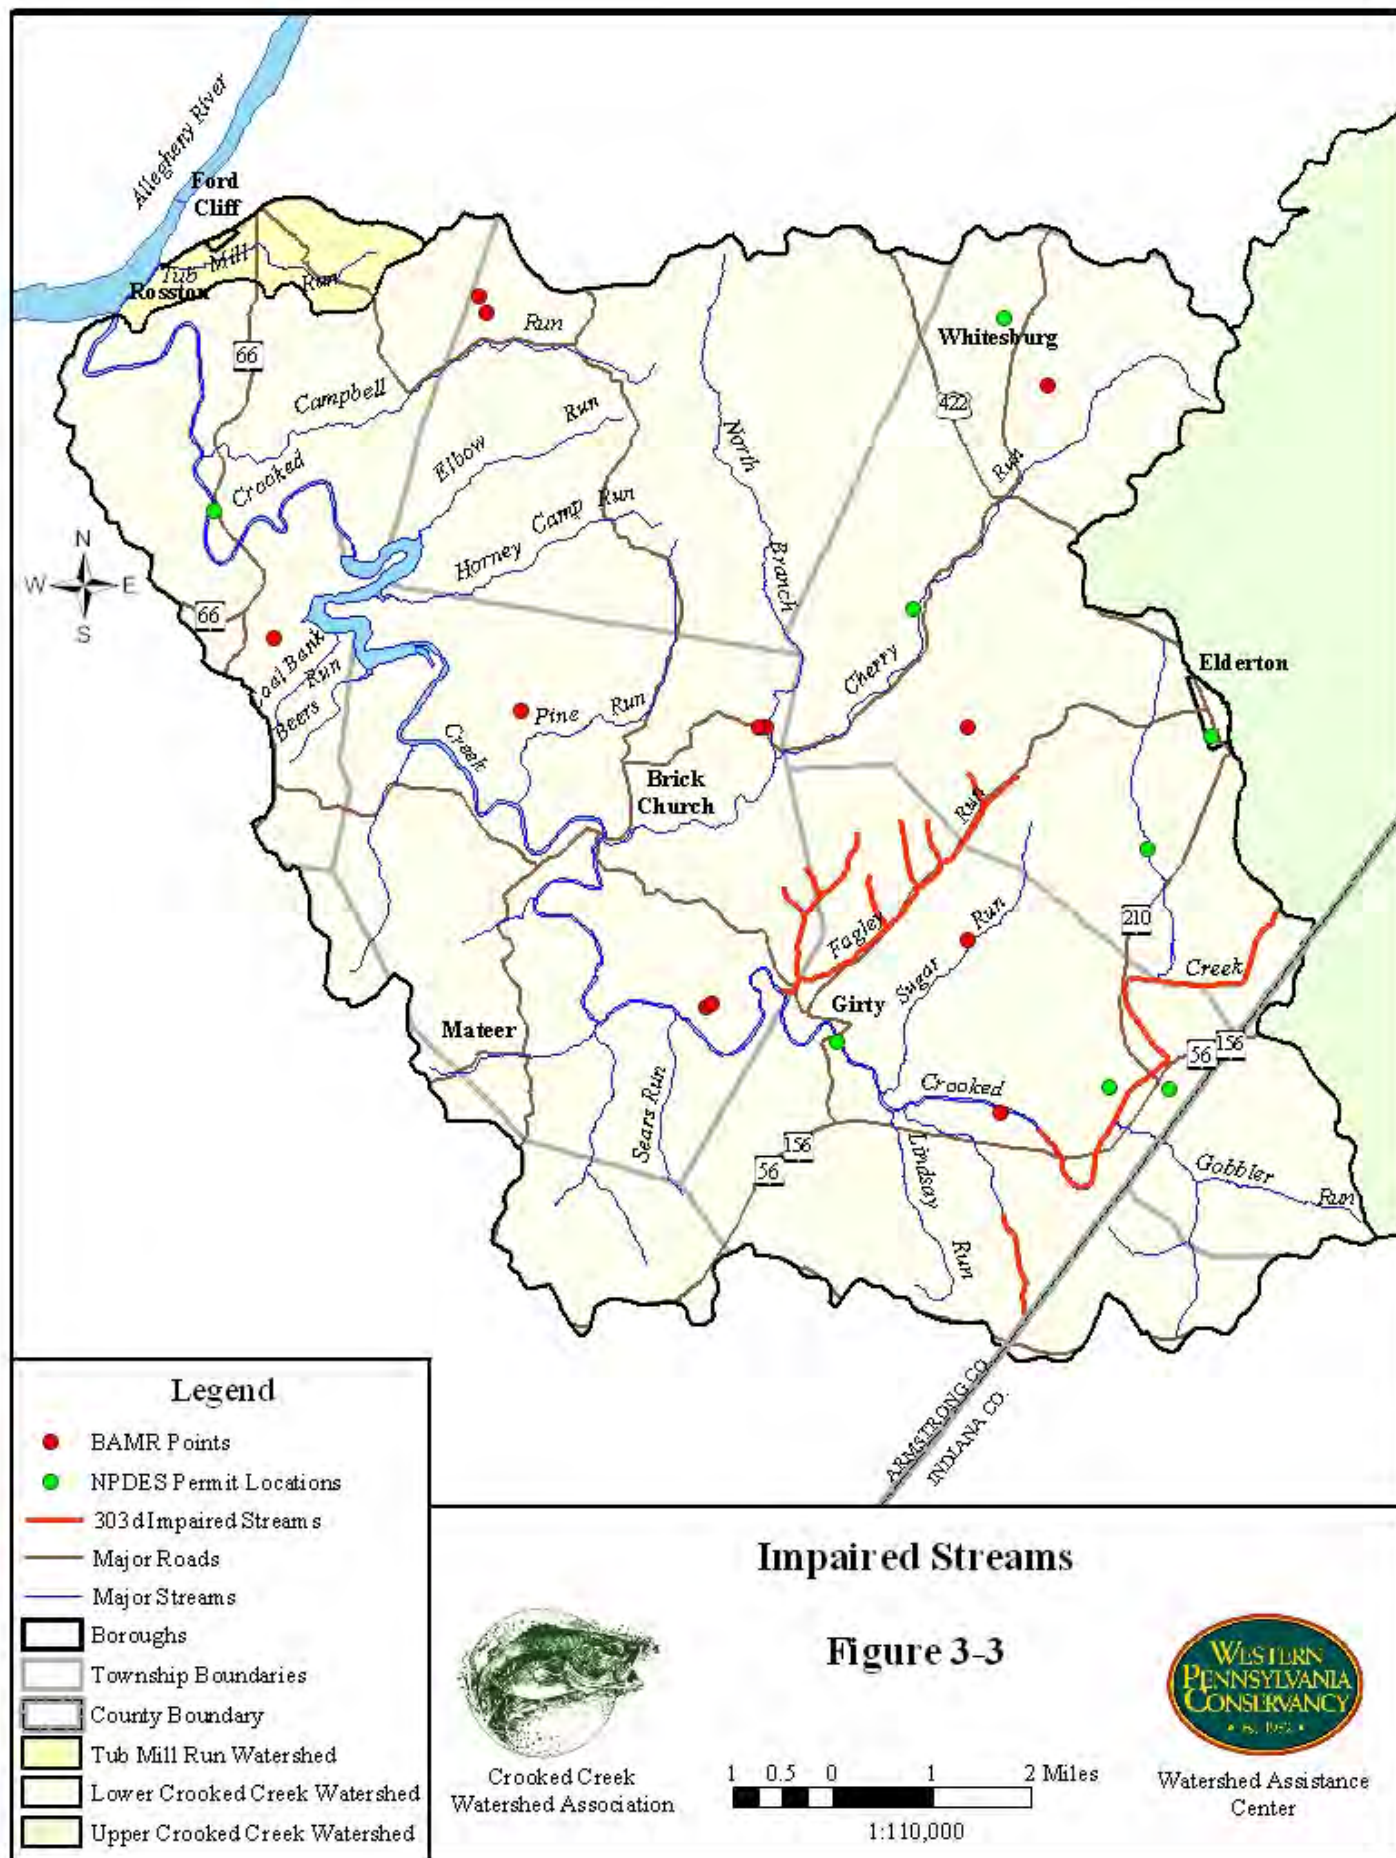 Allegheny River
Ford
Cliff
Tub Mill
Run
Rosston
66
Run
Campbell
Whitesburg
422
Elbow
Run
North
Branch
Crooked
Run
Horney Camp Run
N
W
E
S
66
Coal Bank
Run
Beers
Cherry
Elderton
Pine Run
Creek
Brick
Church
Run
Fagley
Sugar Run
210
Creek
Girty
Mateer
56
156
Crooked
Sears Run
156
56
Lindsay
Run
Gobbler
Run
ARMSTRONG CO.
INDIANA CO.
Legend
BAMR Points
NPDES Permit Locations
303d Impaired Streams
Major Roads
Major Streams
Boroughs
Township Boundaries
County Boundary
Tub Mill Run Watershed
Lower Crooked Creek Watershed
Upper Crooked Creek Watershed
Impaired Streams
Figure 3-3
Crooked Creek
Watershed Association
1 0.5 0 1 2 Miles
1:110,000
WESTERN
PENNSYLVANIA
CONSERVANCY
Watershed Assistance
Center